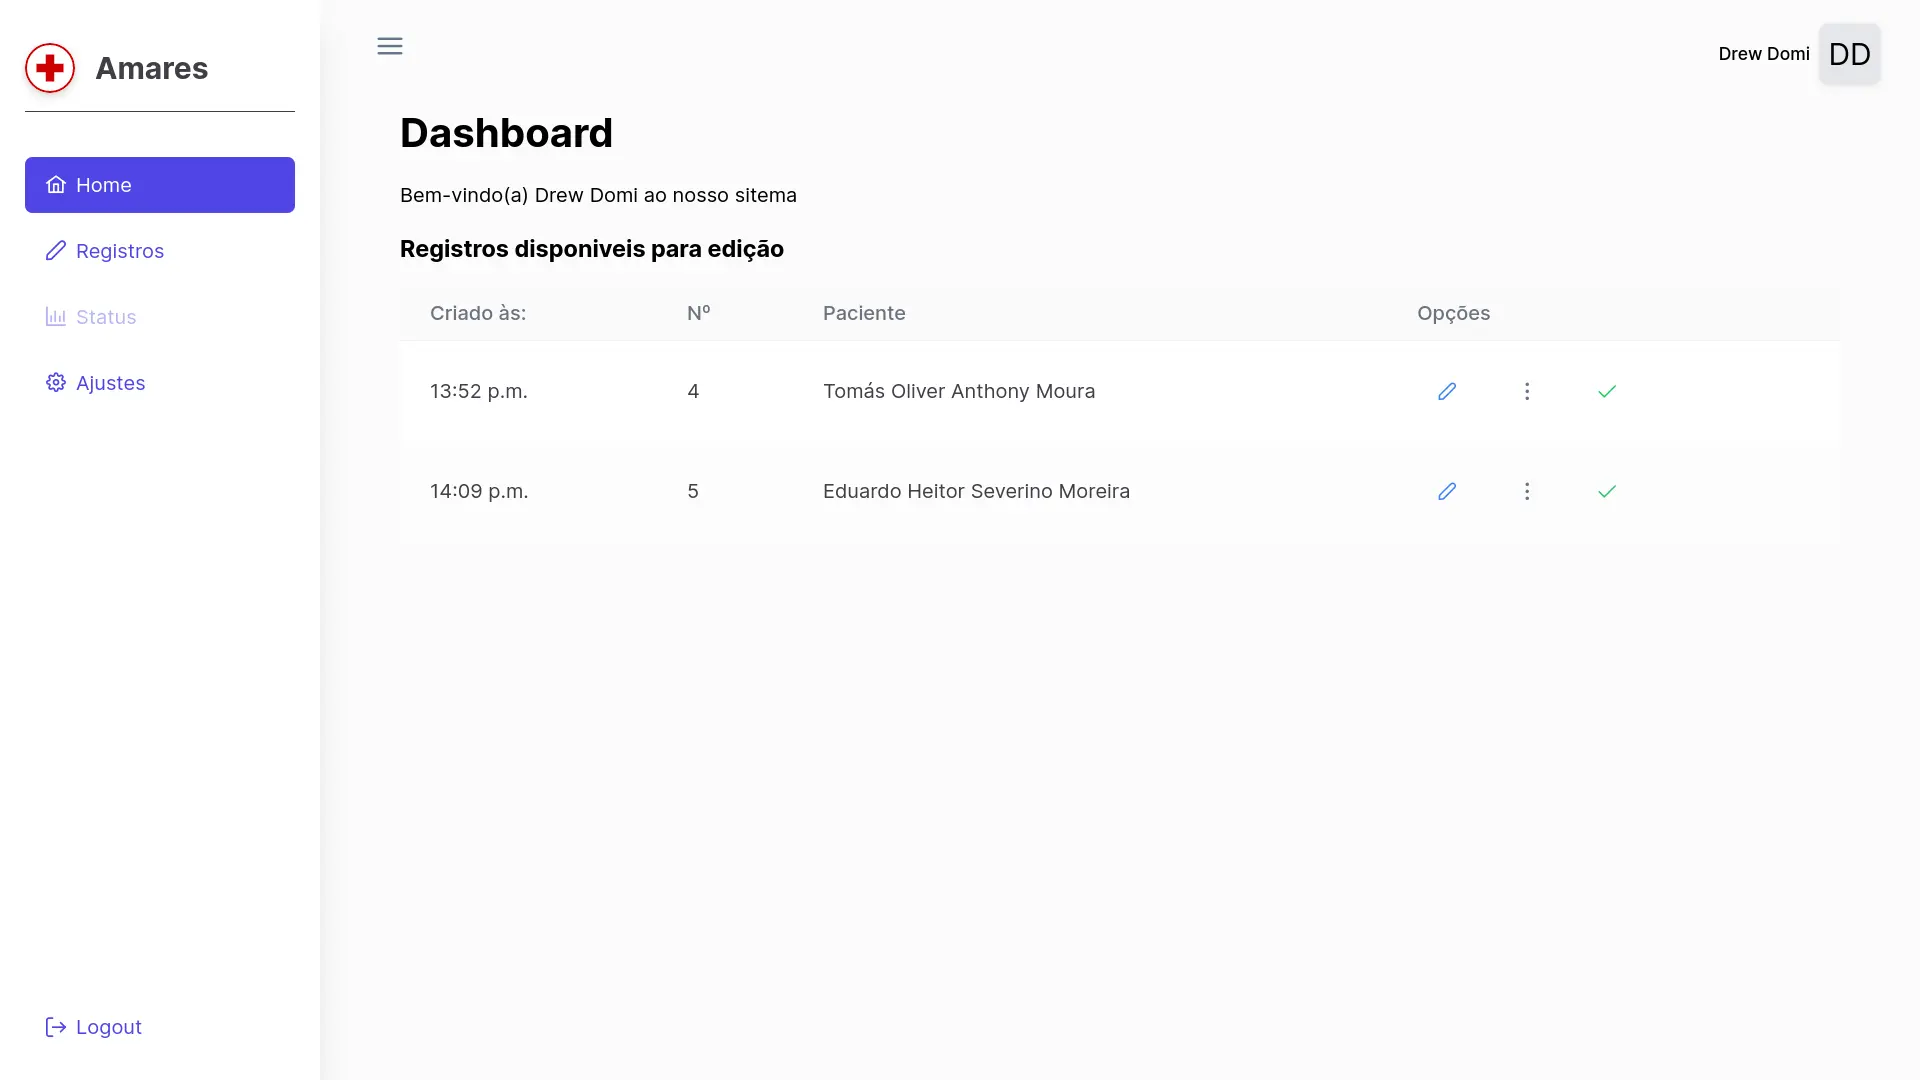 Amares
Home
Registros
Status
Ajustes
Logout
Drew Domi DD
Dashboard
Bem-vindo(a) Drew Domi ao nosso sitema
Registros disponiveis para edição
Criado às: Nº Paciente Opções
13:52 p.m. 4 Tomás Oliver Anthony Moura
14:09 p.m. 5 Eduardo Heitor Severino Moreira